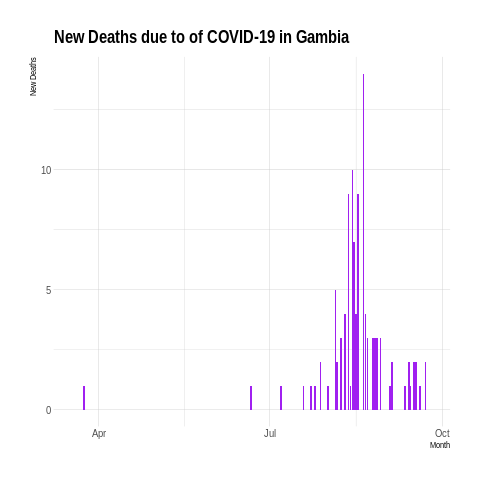 New Deaths due to of COVID-19 in Gambia
New Deaths
10
5
0
Apr Jul Oct
Month